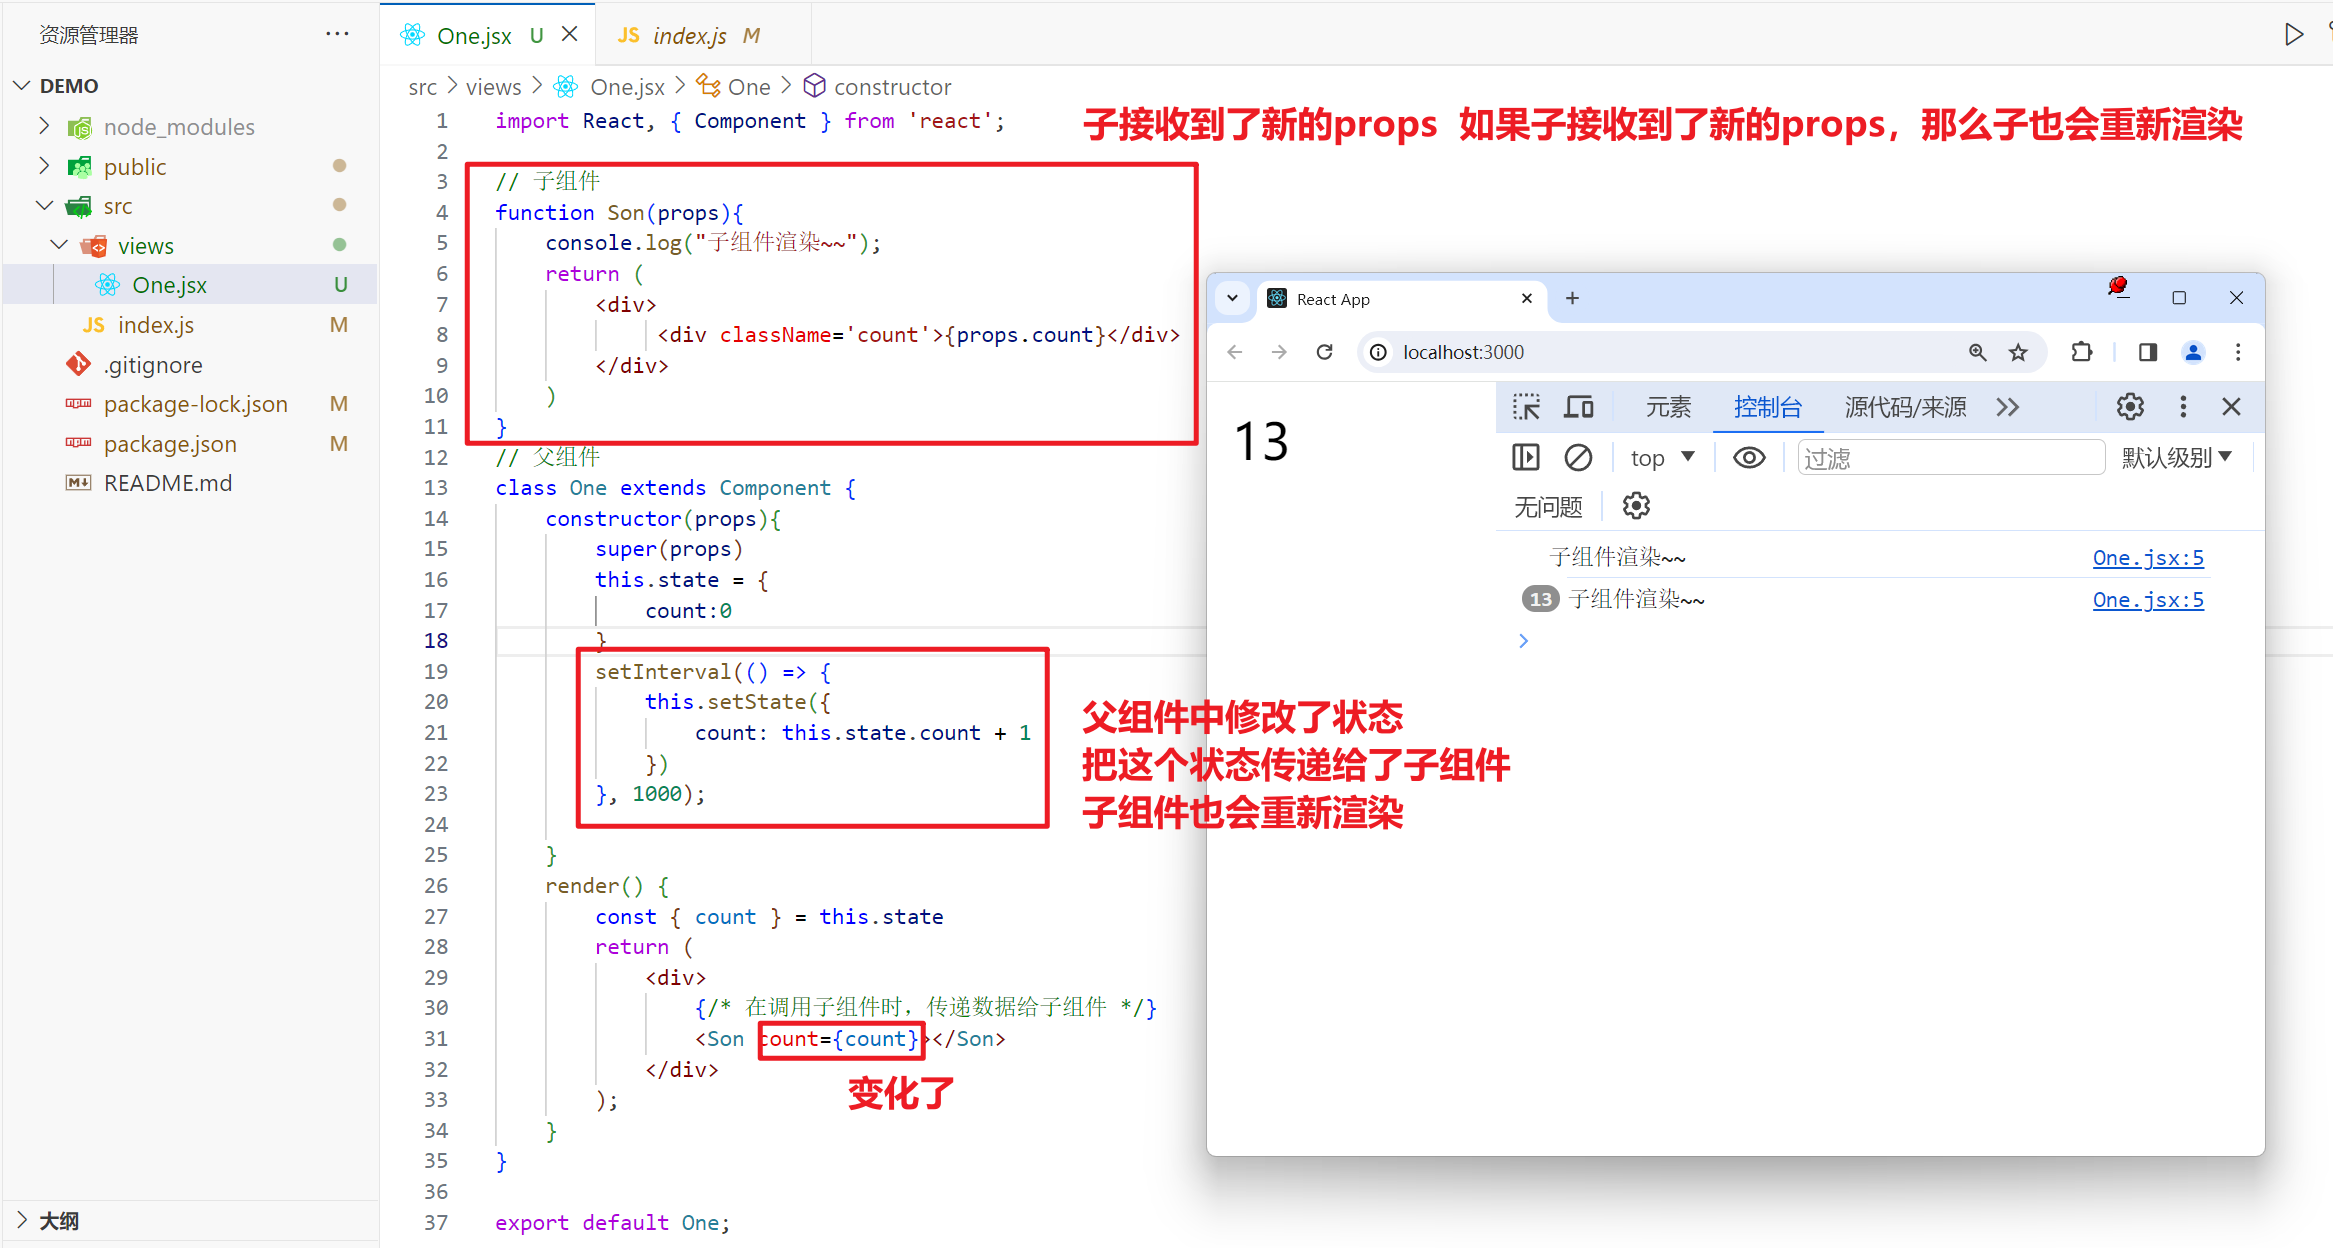 资源管理器
DEMO
node_modules
public
src
views
One.jsx U
JS index.js M
.gitignore
package-lock.json M
package.json M
README.md
大纲
One.jsx U
JS index.js M
src > views > One.jsx > One > constructor
子接收到了新的props 如果子接收到了新的props，那么子也会重新渲染
1 import React, { Component } from 'react';
2
3 // 子组件
4 function Son(props){
5 console.log("子组件渲染~~");
6 return (
7 <div>
8 <div className='count'>{props.count}</div>
9 </div>
10 )
11 }
12 // 父组件
13 class One extends Component {
14 constructor(props){
15 super(props)
16 this.state = {
17 count:0
18 }
19 setInterval(() => {
20 this.setState({
21 count: this.state.count + 1
22 })
23 }, 1000);
24
25 }
26 render() {
27 const { count } = this.state
28 return (
29 <div>
30 {/* 在调用子组件时，传递数据给子组件 */}
31 <Son count={count}></Son>
32 </div>
变化了
33 );
34 }
35 }
36
37 export default One;
父组件中修改了状态
把这个状态传递给了子组件
子组件也会重新渲染
React App
localhost:3000
13
元素 控制台 源代码/来源
top 过滤 默认级别
无问题
子组件渲染~~ One.jsx:5
13 子组件渲染~~ One.jsx:5